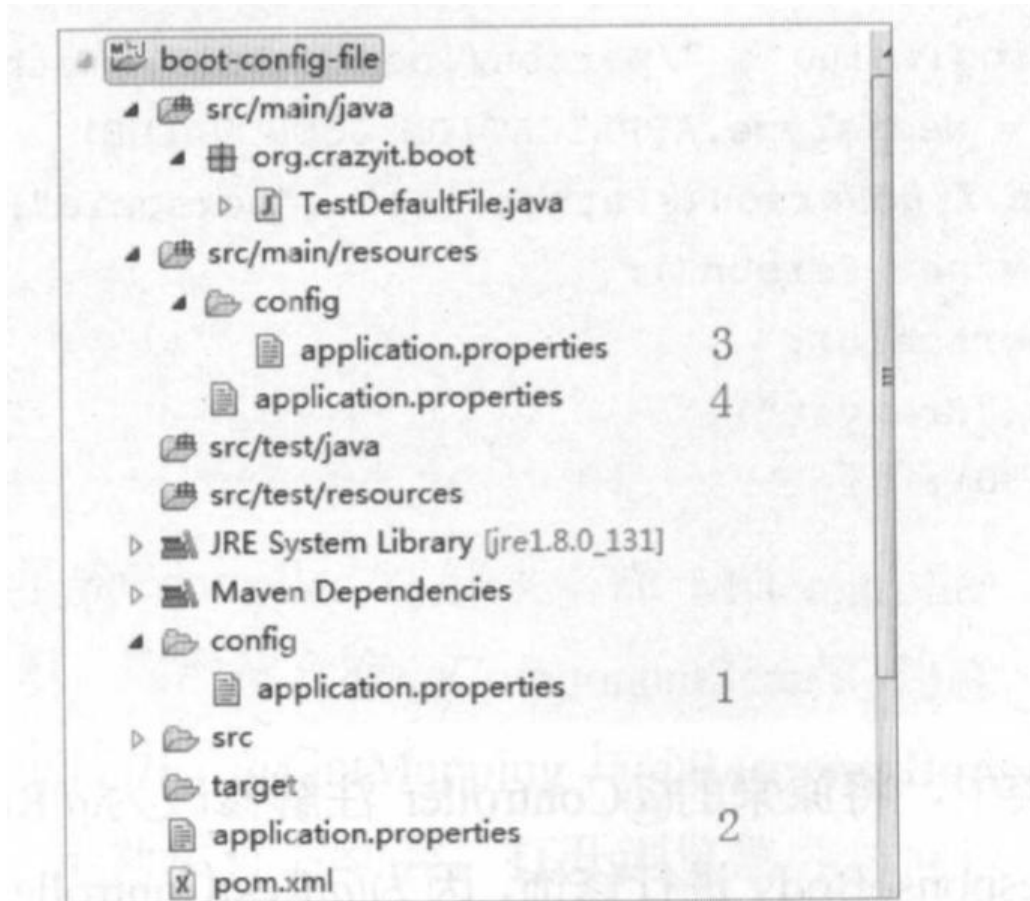 boot-config-file
src/main/java
org.crazyit.boot
TestDefaultFile.java
src/main/resources
config
application.properties 3
application.properties 4
src/test/java
src/test/resources
JRE System Library [jre1.8.0_131]
Maven Dependencies
config
application.properties 1
src
target
application.properties 2
pom.xml